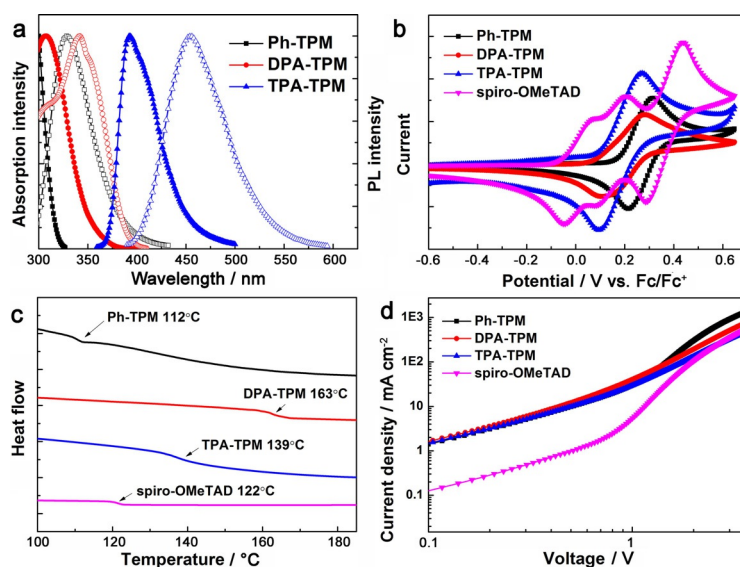 a
Ph-TPM
DPA-TPM
TPA-TPM
Absorption intensity
PL intensity
300 350 400 450 500 550 600
Wavelength / nm
b
Ph-TPM
DPA-TPM
TPA-TPM
spiro-OMeTAD
Current
-0.6 -0.4 -0.2 0.0 0.2 0.4 0.6
Potential / V vs. Fc/Fc+
c
Ph-TPM 112°C
DPA-TPM 163°C
TPA-TPM 139°C
spiro-OMeTAD 122°C
Heat flow
100 120 140 160 180
Temperature / °C
d
Ph-TPM
DPA-TPM
TPA-TPM
spiro-OMeTAD
Current density / mA cm-2
1E3
1E2
10
1
0.1
0.1 1
Voltage / V